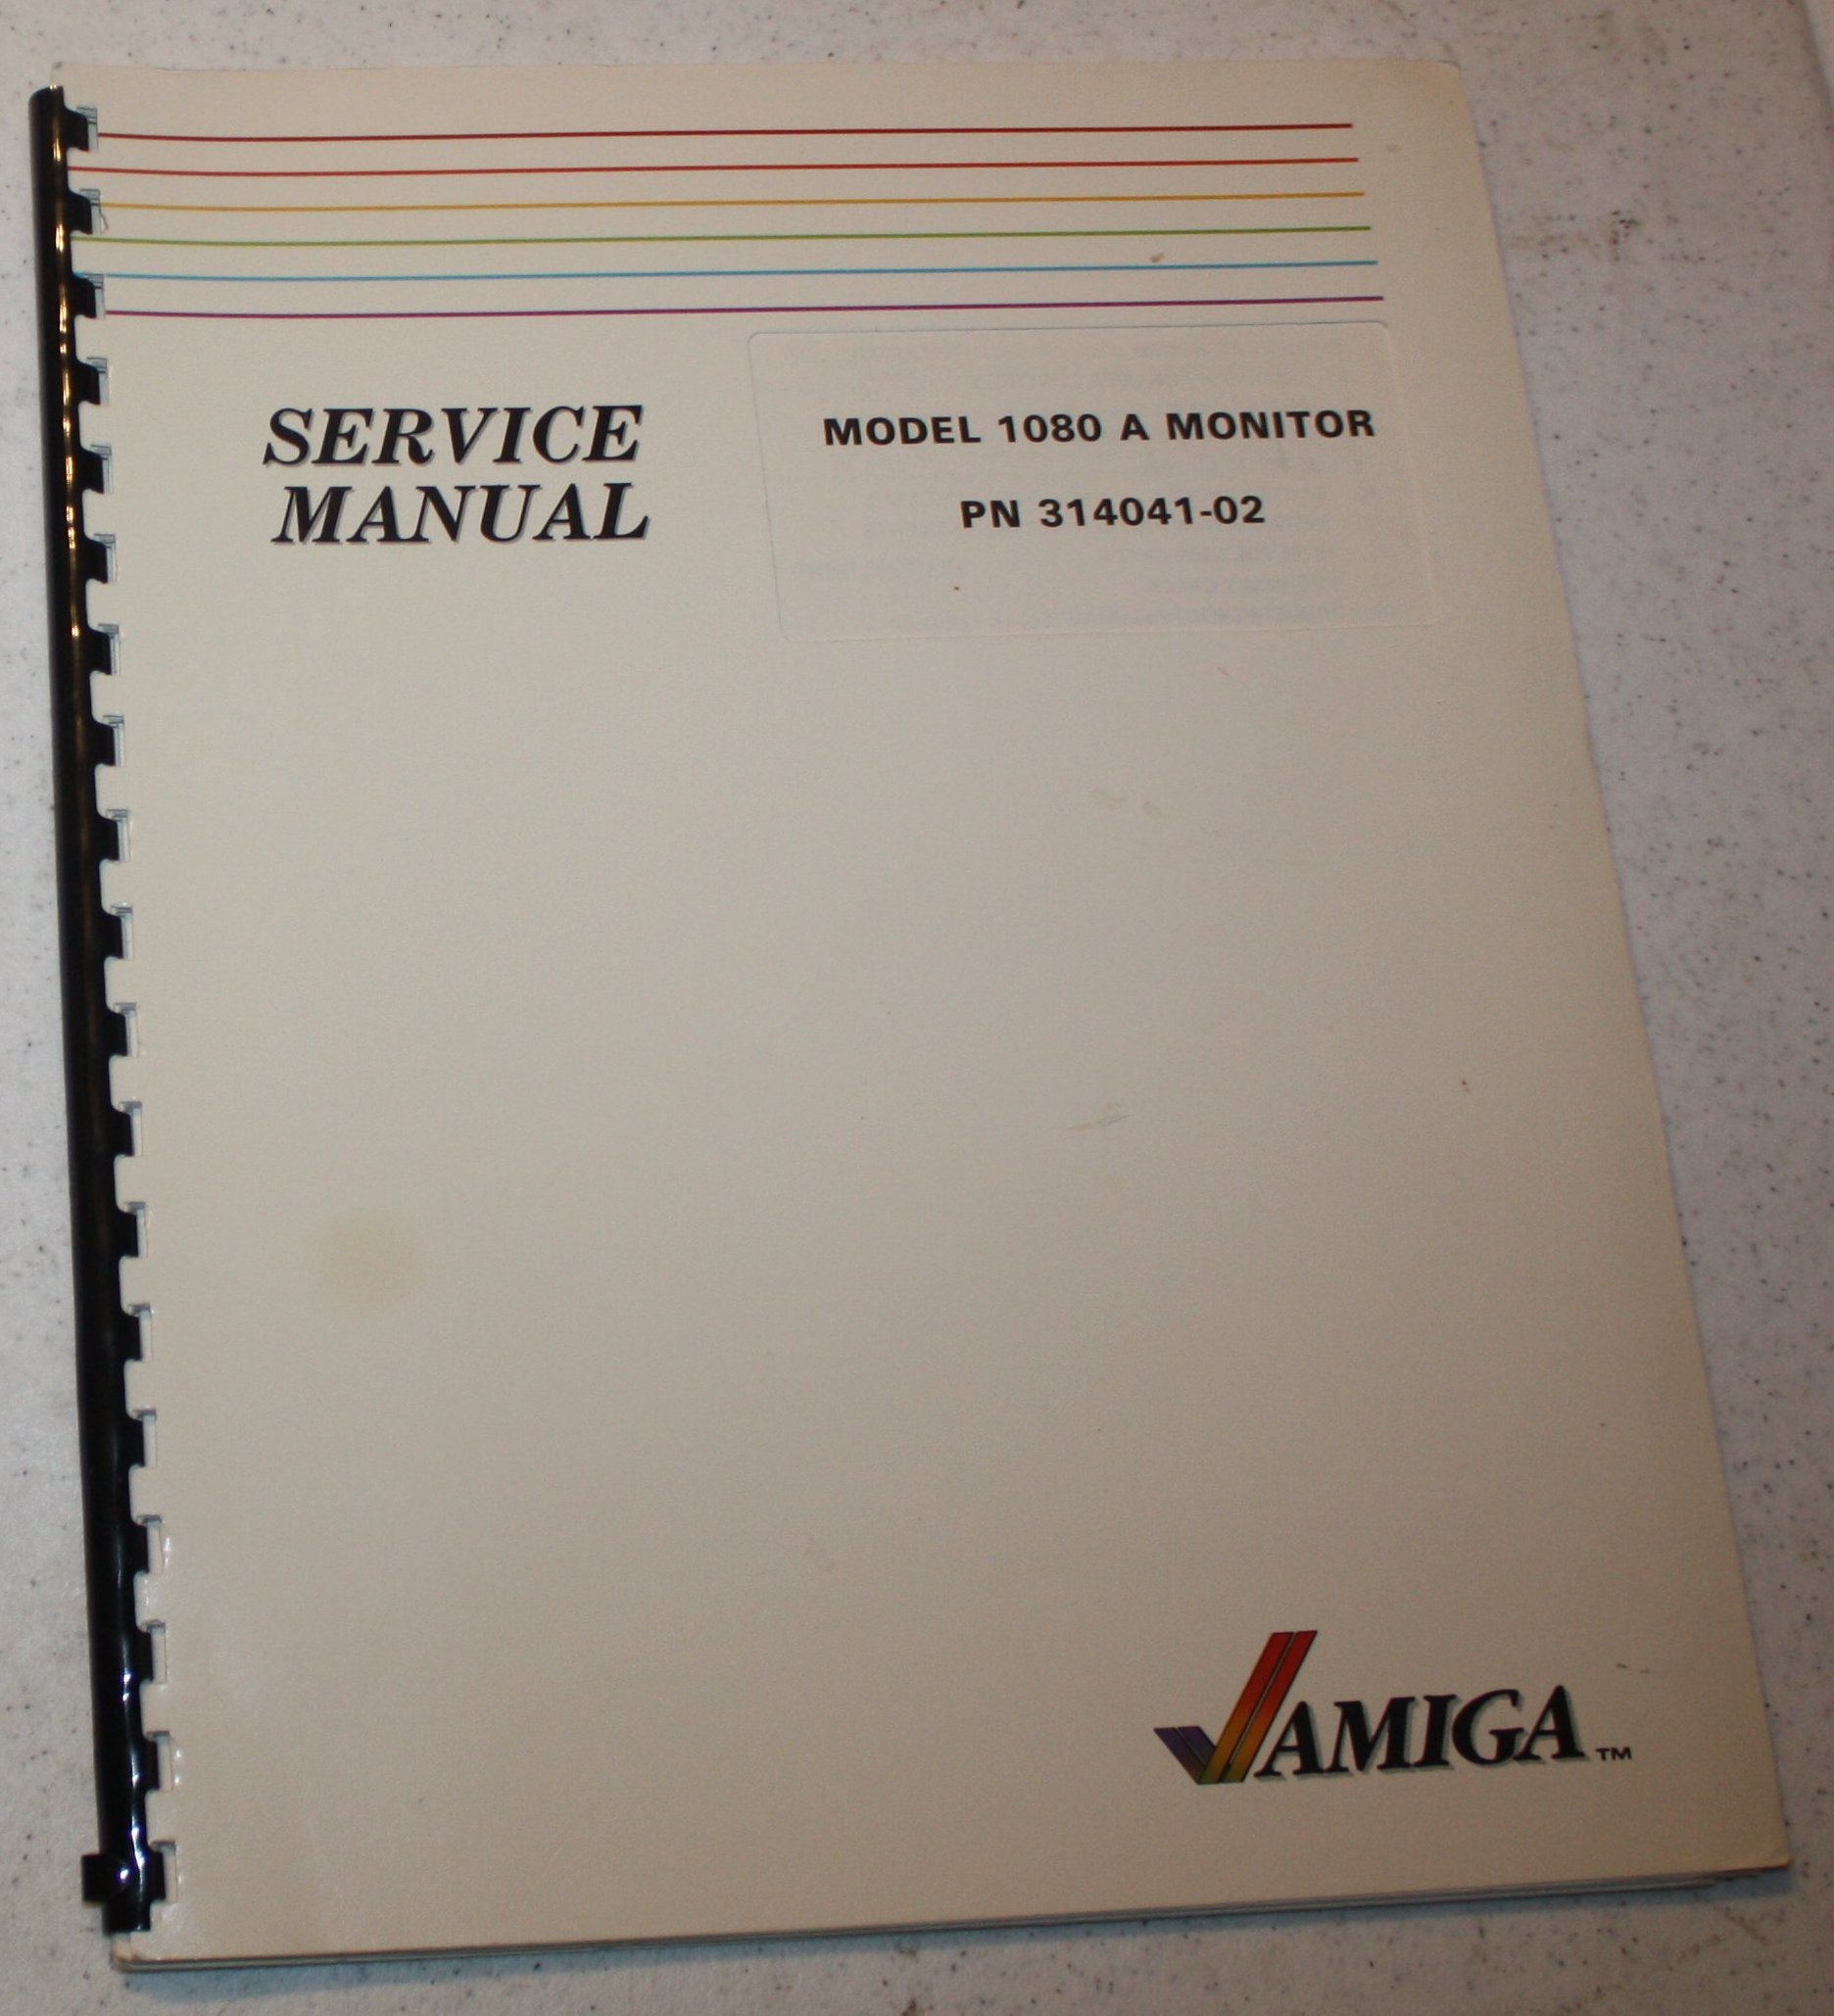 SERVICE
MANUAL
MODEL 1080 A MONITOR
PN 314041-02
AMIGA™